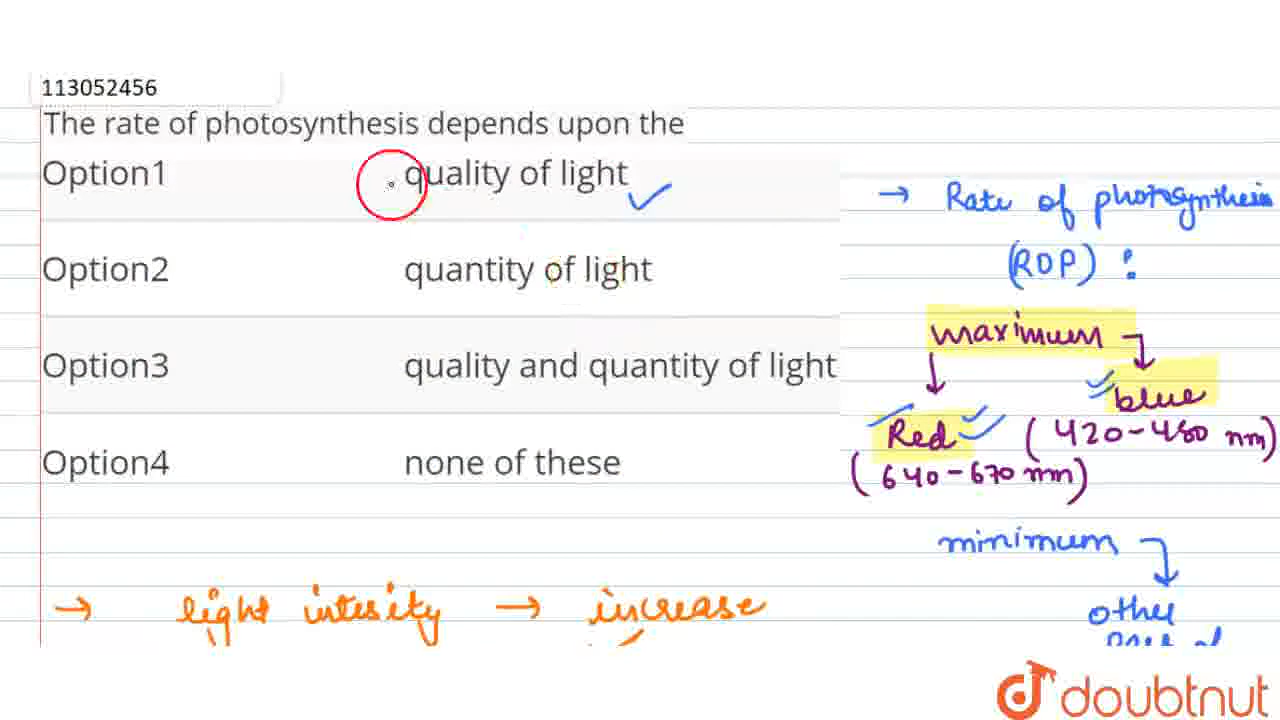 113052456
The rate of photosynthesis depends upon the
Option1 quality of light
Option2 quantity of light
Option3 quality and quantity of light
Option4 none of these
→ Rate of photosynthesis
(ROP) :
maximum
blue
Red
(420-480 nm)
(640-670 nm)
minimum
other
→ light intesity → increase
doubtnut